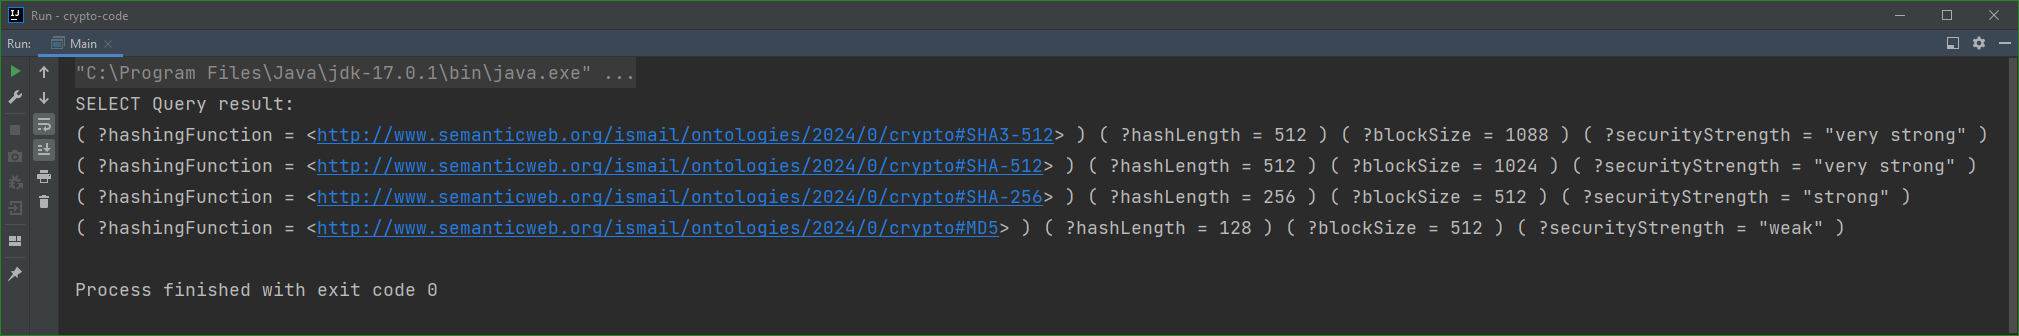 Run - crypto-code
Run: Main
"C:\Program Files\Java\jdk-17.0.1\bin\java.exe" ...
SELECT Query result:
( ?hashingFunction = <http://www.semanticweb.org/ismail/ontologies/2024/0/crypto#SHA3-512> ) ( ?hashLength = 512 ) ( ?blockSize = 1088 ) ( ?securityStrength = "very strong" )
( ?hashingFunction = <http://www.semanticweb.org/ismail/ontologies/2024/0/crypto#SHA-512> ) ( ?hashLength = 512 ) ( ?blockSize = 1024 ) ( ?securityStrength = "very strong" )
( ?hashingFunction = <http://www.semanticweb.org/ismail/ontologies/2024/0/crypto#SHA-256> ) ( ?hashLength = 256 ) ( ?blockSize = 512 ) ( ?securityStrength = "strong" )
( ?hashingFunction = <http://www.semanticweb.org/ismail/ontologies/2024/0/crypto#MD5> ) ( ?hashLength = 128 ) ( ?blockSize = 512 ) ( ?securityStrength = "weak" )
Process finished with exit code 0